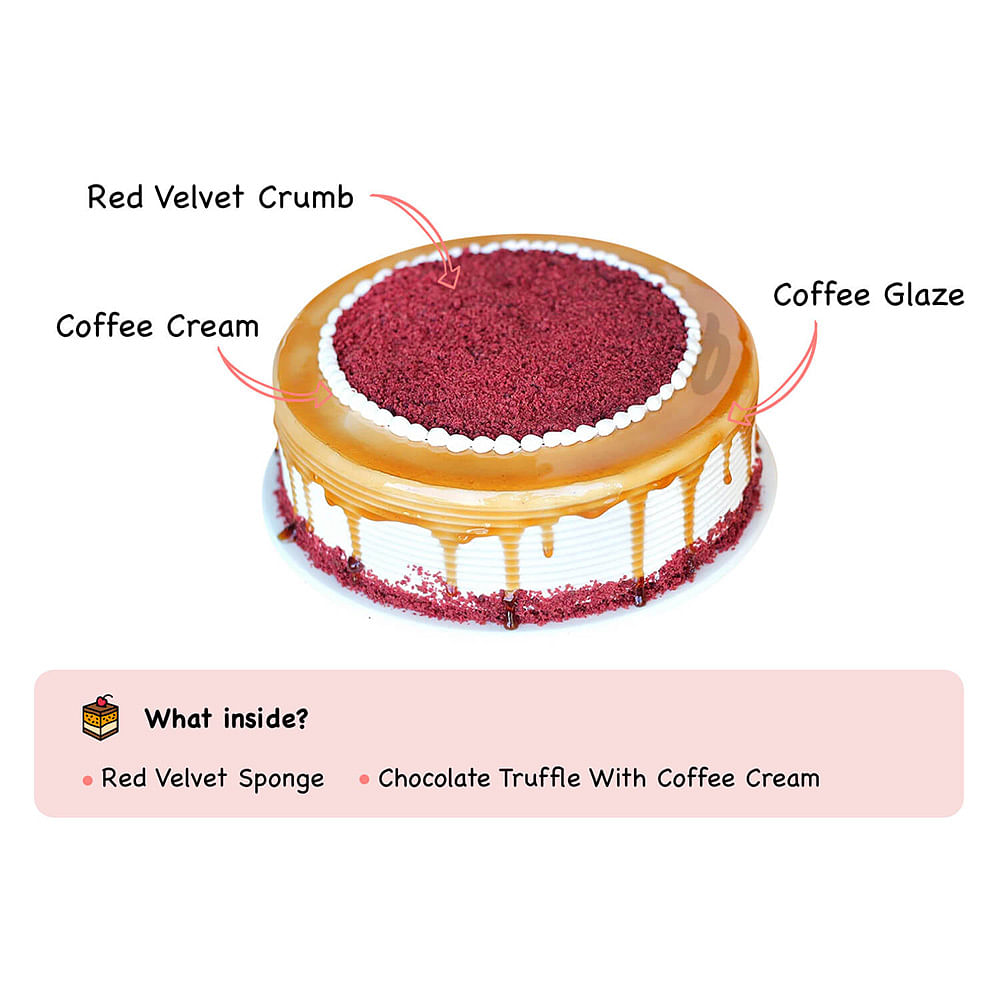 Red Velvet Crumb
Coffee Glaze
Coffee Cream
What inside?
Red Velvet Sponge
Chocolate Truffle With Coffee Cream